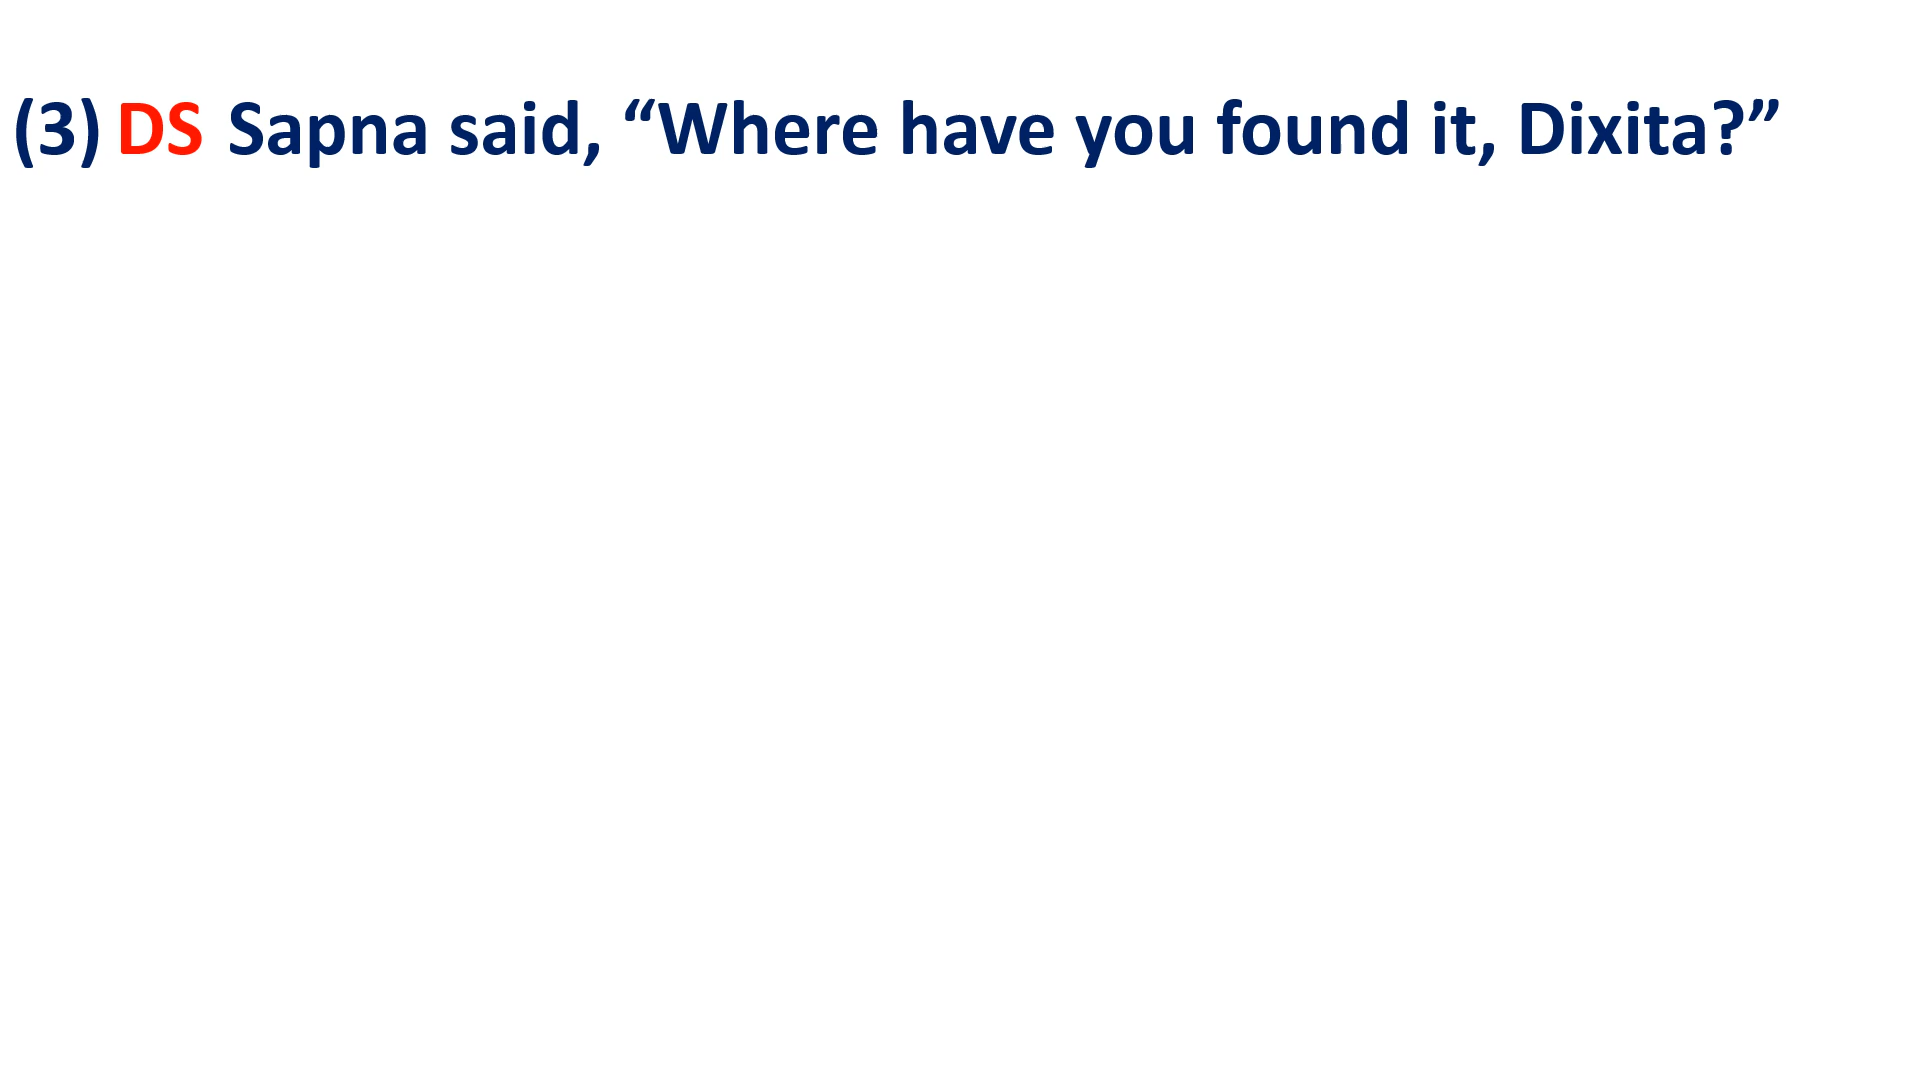 (3) DS Sapna said, “Where have you found it, Dixita?”